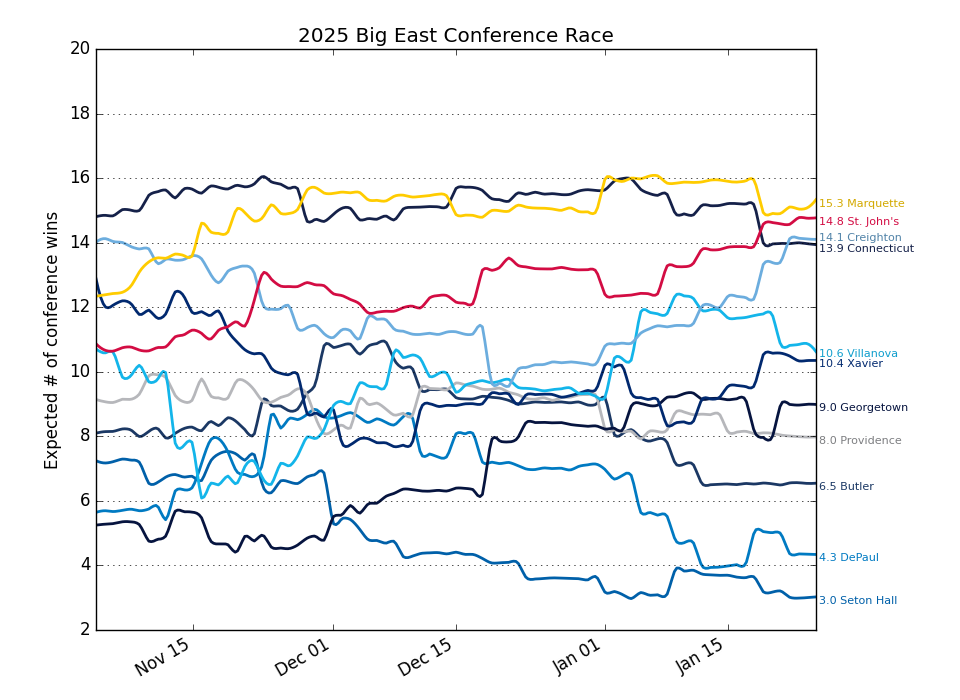 2025 Big East Conference Race
Expected # of conference wins
20
18
16
14
12
10
8
6
4
2
Nov 15
Dec 01
Dec 15
Jan 01
Jan 15
15.3 Marquette
14.8 St. John's
14.1 Creighton
13.9 Connecticut
10.6 Villanova
10.4 Xavier
9.0 Georgetown
8.0 Providence
6.5 Butler
4.3 DePaul
3.0 Seton Hall